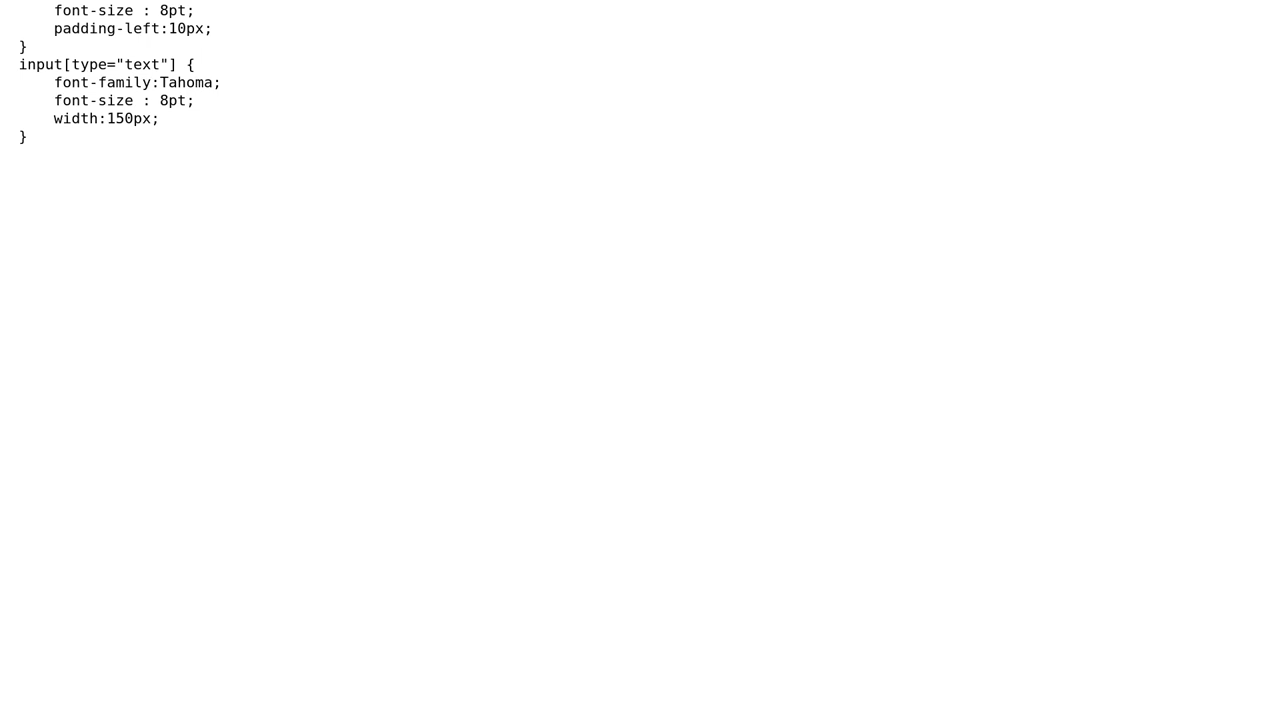 font-size : 8pt;
    padding-left:10px;
}
input[type="text"] {
    font-family:Tahoma;
    font-size : 8pt;
    width:150px;
}